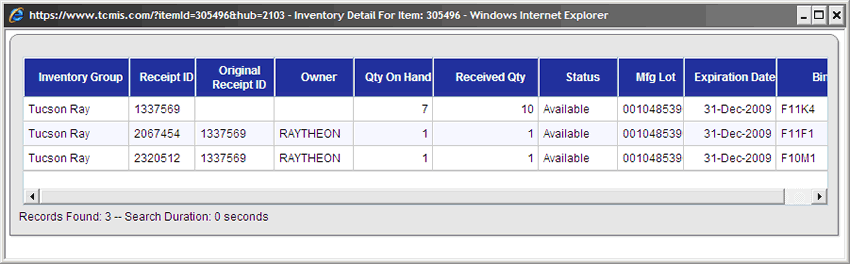 https://www.tcmis.com/?itemId=305496&hub=2103 - Inventory Detail For Item: 305496 - Windows Internet Explorer
Inventory Group Receipt ID Original Receipt ID Owner Qty On Hand Received Qty Status Mfg Lot Expiration Date Bin
Tucson Ray 1337569 7 10 Available 001048539 31-Dec-2009 F11K4
Tucson Ray 2067454 1337569 RAYTHEON 1 1 Available 001048539 31-Dec-2009 F11F1
Tucson Ray 2320512 1337569 RAYTHEON 1 1 Available 001048539 31-Dec-2009 F10M1
Records Found: 3 -- Search Duration: 0 seconds